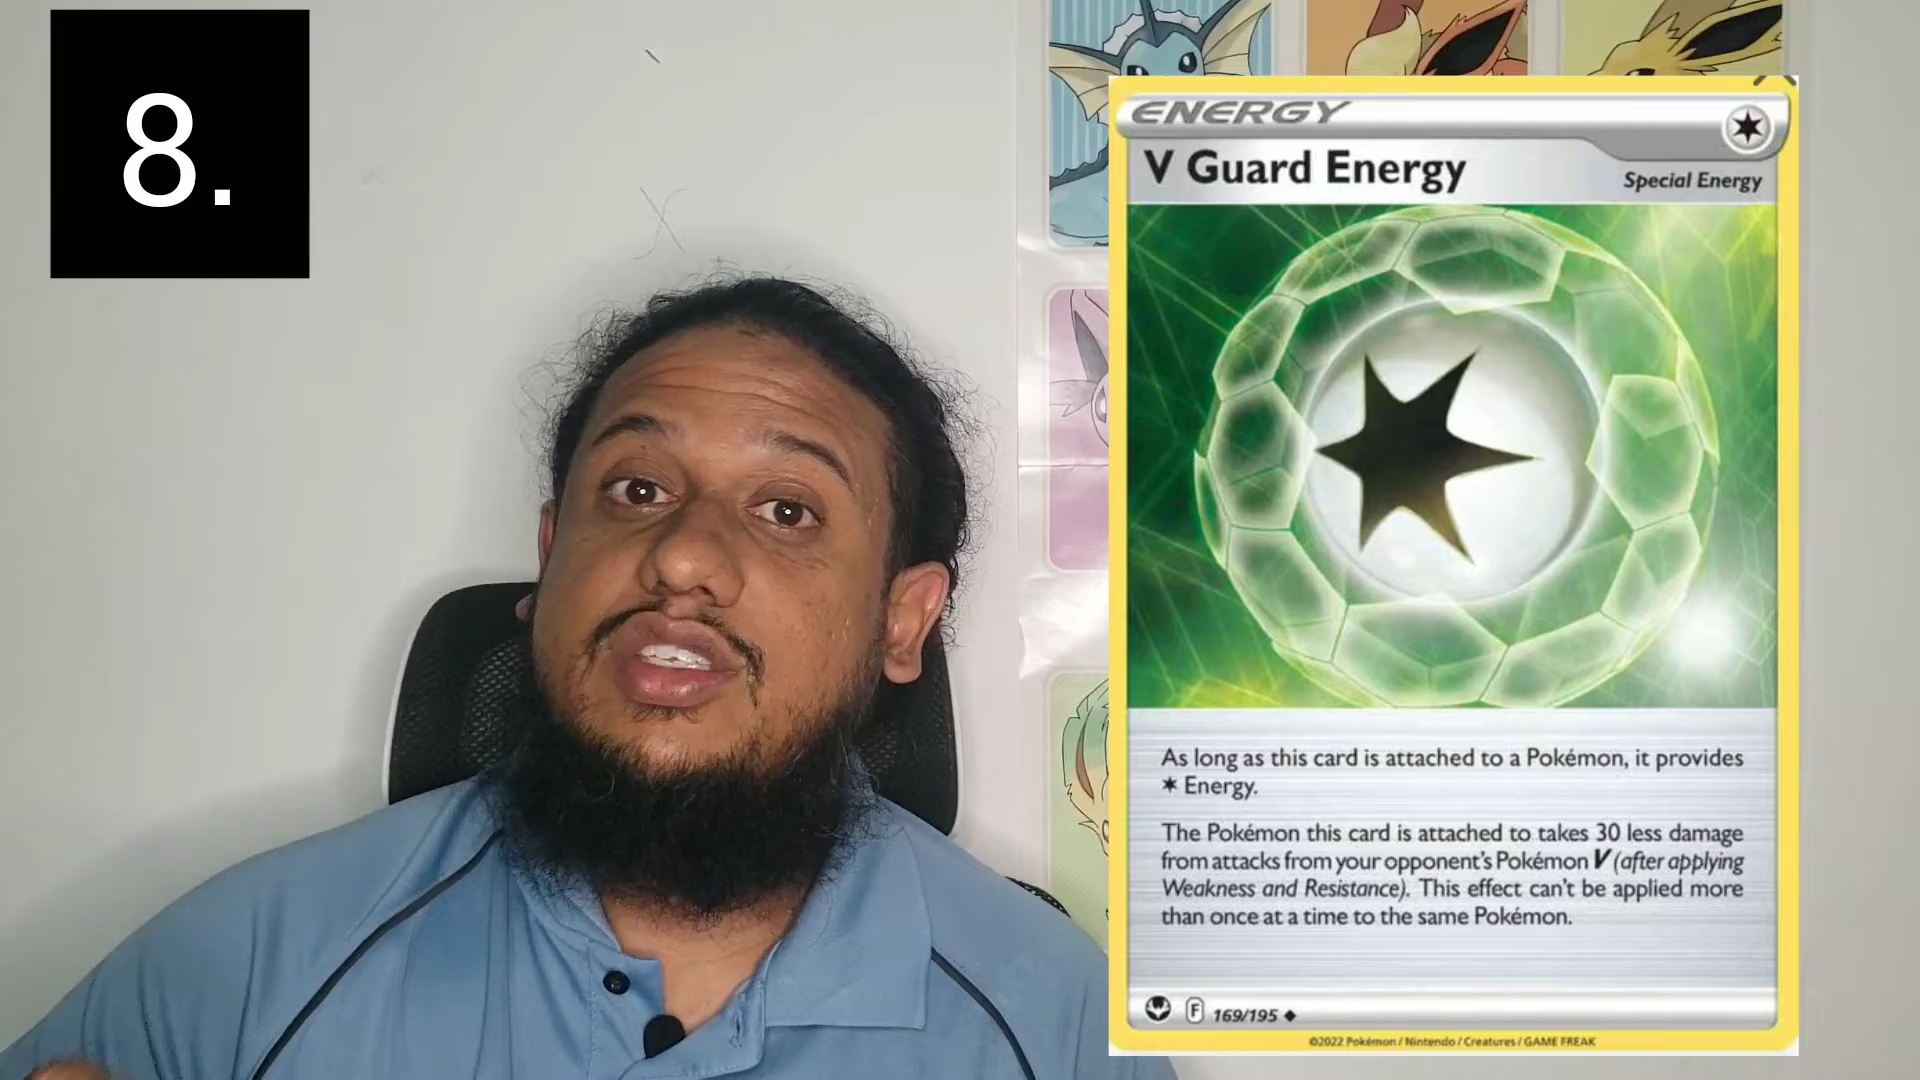 8.
ENERGY
V Guard Energy
Special Energy
As long as this card is attached to a Pokémon, it provides
✶ Energy.
The Pokémon this card is attached to takes 30 less damage
from attacks from your opponent's Pokémon V (after applying
Weakness and Resistance). This effect can't be applied more
than once at a time to the same Pokémon.
F 169/195 ◆
©2022 Pokémon / Nintendo / Creatures / GAME FREAK